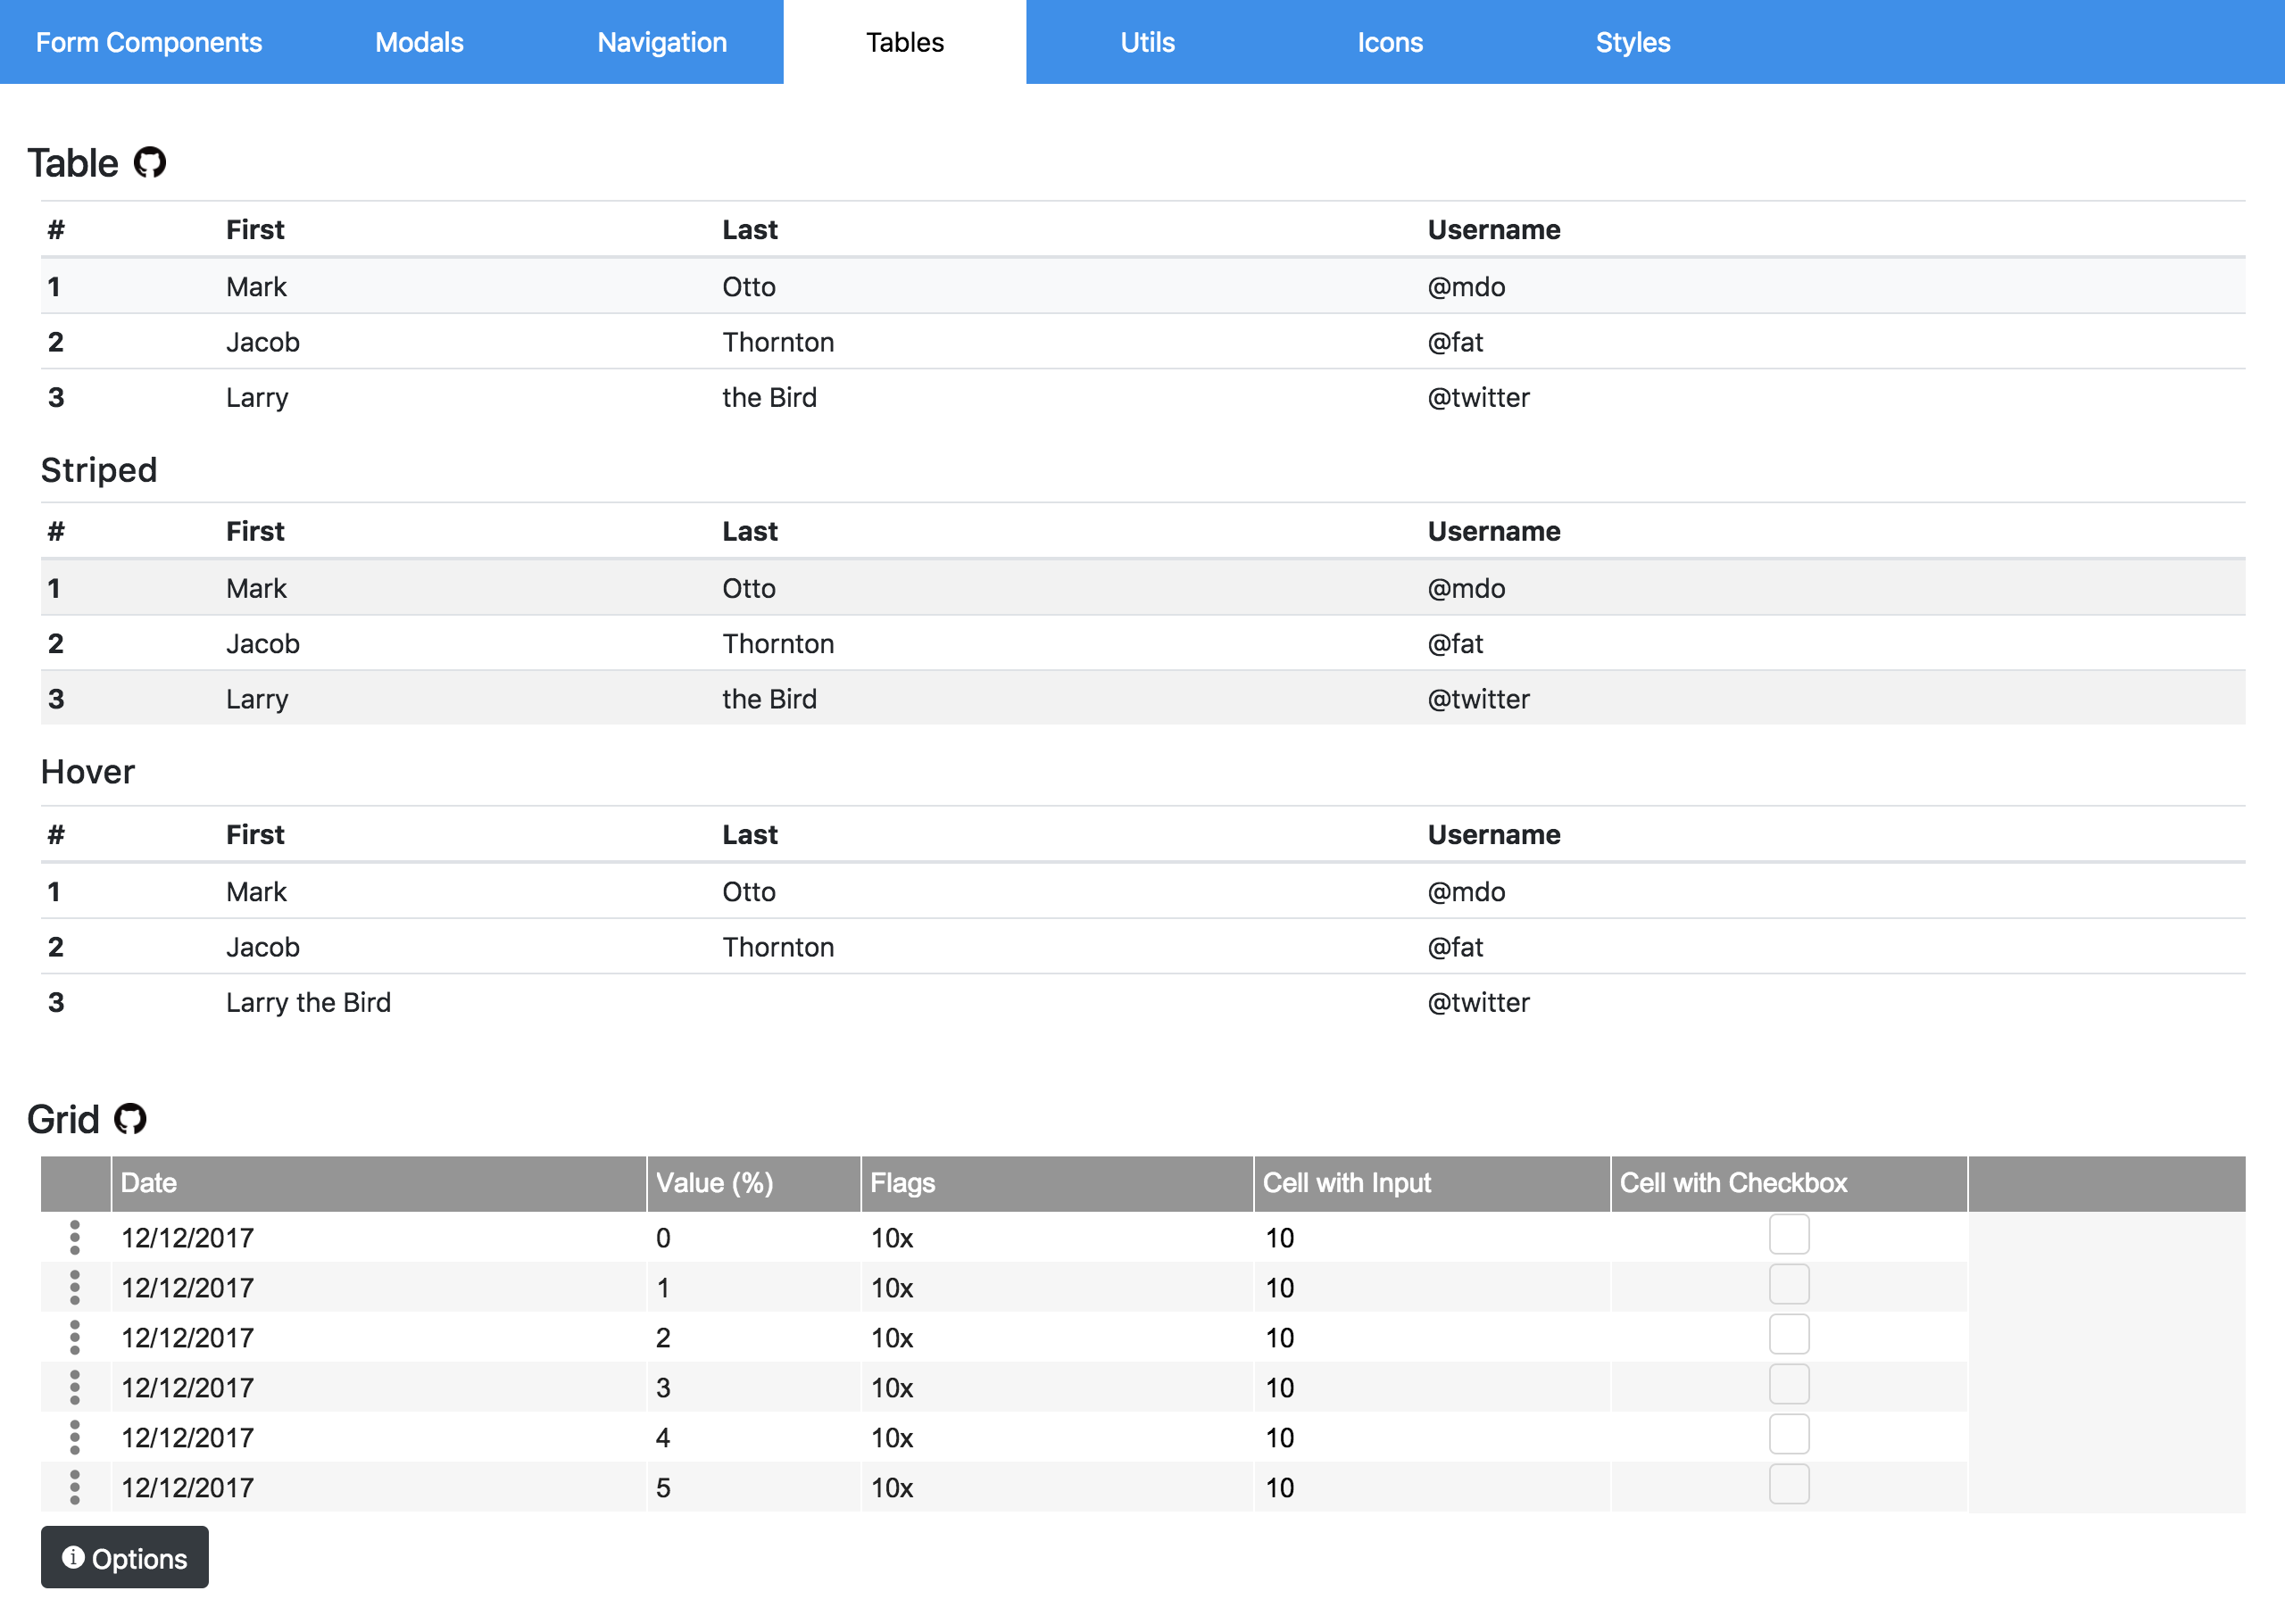 Form Components Modals Navigation Tables Utils Icons Styles
Table
# First Last Username
1 Mark Otto @mdo
2 Jacob Thornton @fat
3 Larry the Bird @twitter
Striped
# First Last Username
1 Mark Otto @mdo
2 Jacob Thornton @fat
3 Larry the Bird @twitter
Hover
# First Last Username
1 Mark Otto @mdo
2 Jacob Thornton @fat
3 Larry the Bird @twitter
Grid
Date Value (%) Flags Cell with Input Cell with Checkbox
12/12/2017 0 10x 10
12/12/2017 1 10x 10
12/12/2017 2 10x 10
12/12/2017 3 10x 10
12/12/2017 4 10x 10
12/12/2017 5 10x 10
Options